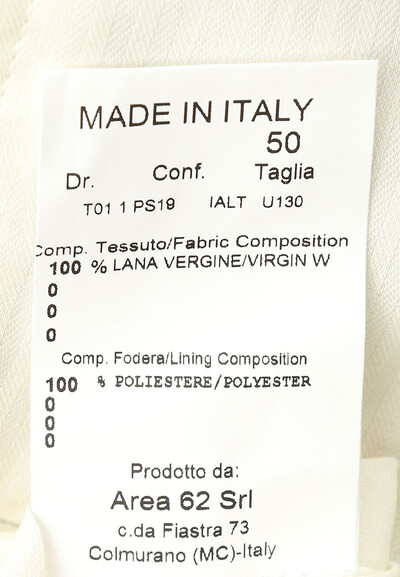 MADE IN ITALY
50
Dr. Conf. Taglia
T01 1 PS19 IALT U130
Comp. Tessuto/Fabric Composition
100 % LANA VERGINE/VIRGIN W
0
0
0
Comp. Fodera/Lining Composition
100 % POLIESTERE/POLYESTER
0
0
0
Prodotto da:
Area 62 Srl
c.da Fiastra 73
Colmurano (MC)-Italy